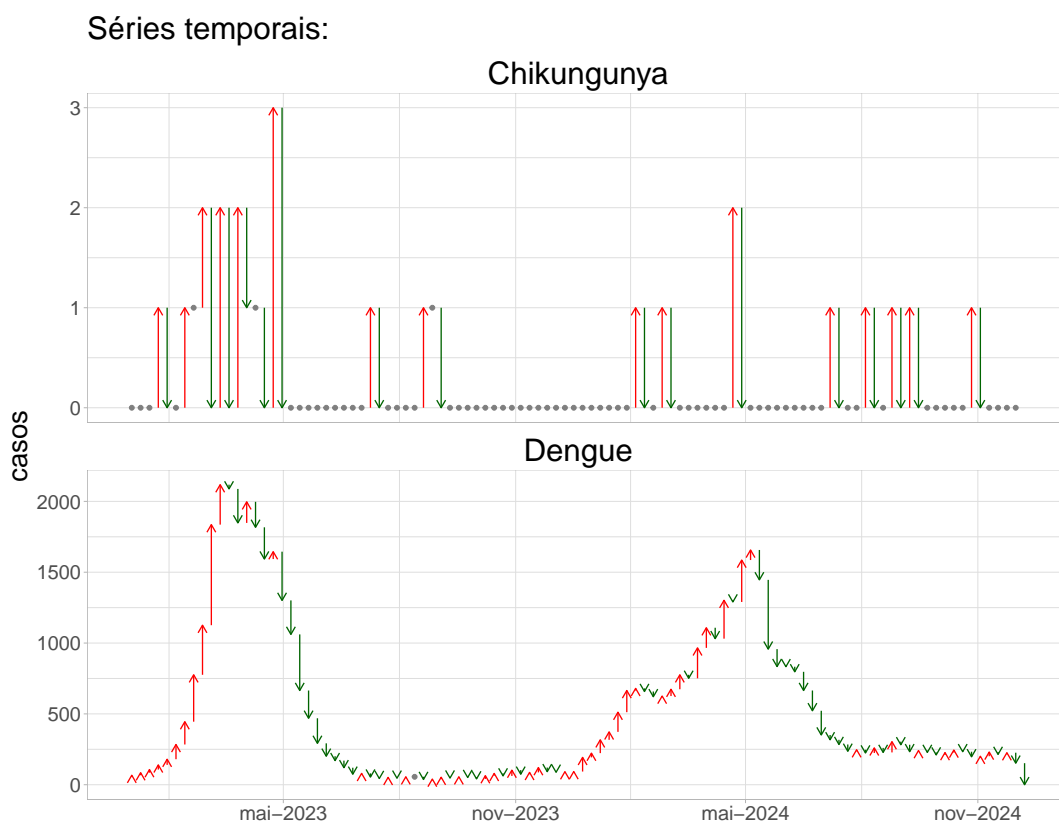 Séries temporais:
Chikungunya
3
2
1
0
casos
Dengue
2000
1500
1000
500
0
mai−2023 nov−2023 mai−2024 nov−2024